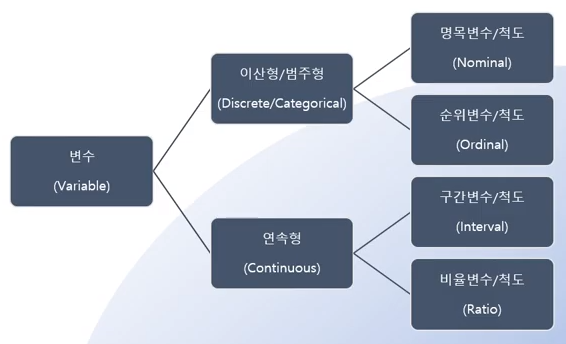 변수
(Variable)
이산형/범주형
(Discrete/Categorical)
연속형
(Continuous)
명목변수/척도
(Nominal)
순위변수/척도
(Ordinal)
구간변수/척도
(Interval)
비율변수/척도
(Ratio)